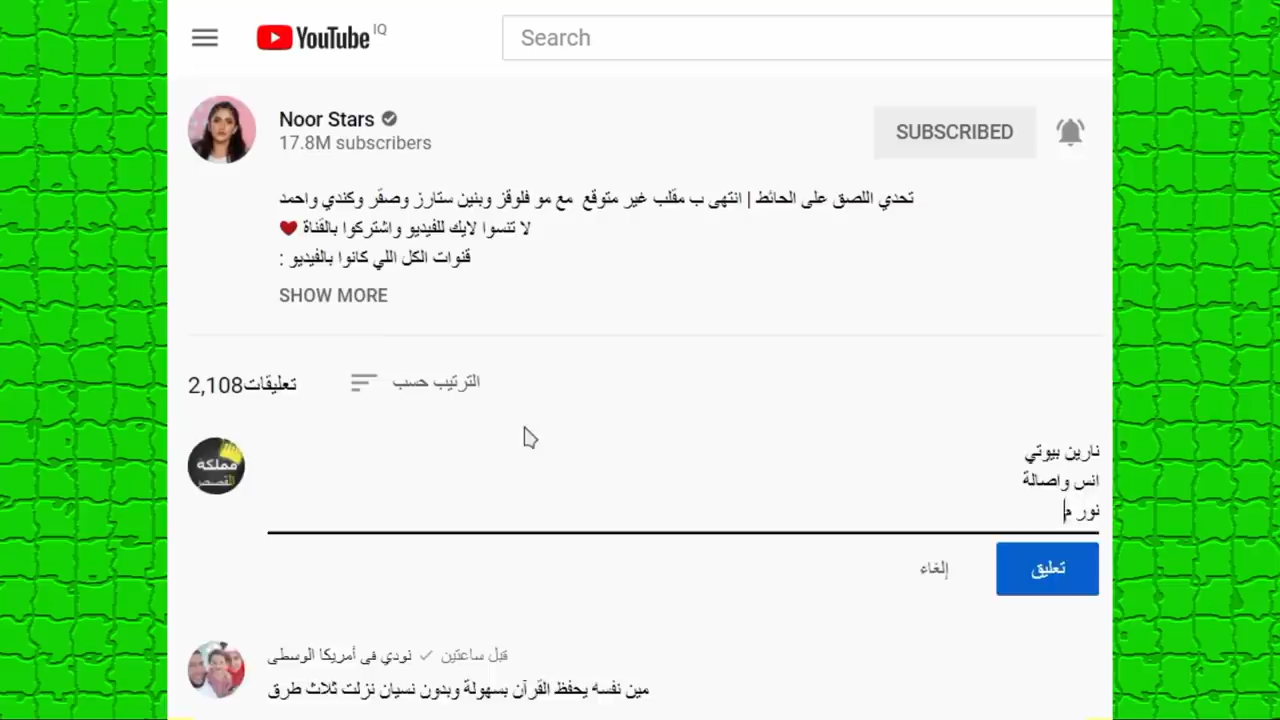 YouTube IQ
Search
Noor Stars
17.8M subscribers
SUBSCRIBED
تحدي اللصق على الحائط | انتهى ب مقلب غير متوقع مع مو فلوقز وبنين ستارز وصقر وكندي واحمد
لا تنسوا لايك للفيديو واشتركوا بالقناة ❤
قنوات الكل اللي كانوا بالفيديو :
SHOW MORE
2,108 تعليقات
الترتيب حسب
مملكة
القصص
نارين بيوتي
انس واصالة
نور م
إلغاء
تعليق
نودي فى أمريكا الوسطى ✓ قبل ساعتين
مين نفسه يحفظ القرآن بسهولة وبدون نسيان نزلت ثلاث طرق